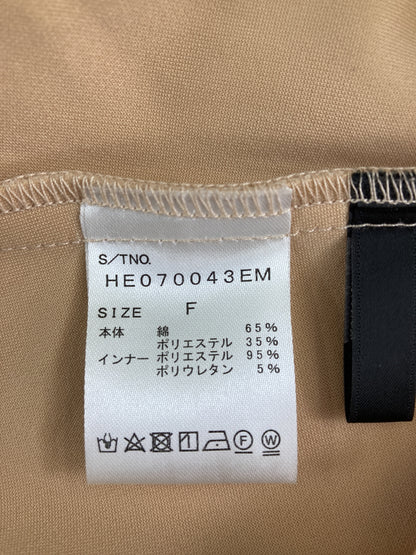 S/TNO.
HE070043EM
SIZE F
本体 綿 65%
ポリエステル 35%
インナー ポリエステル 95%
ポリウレタン 5%
F W